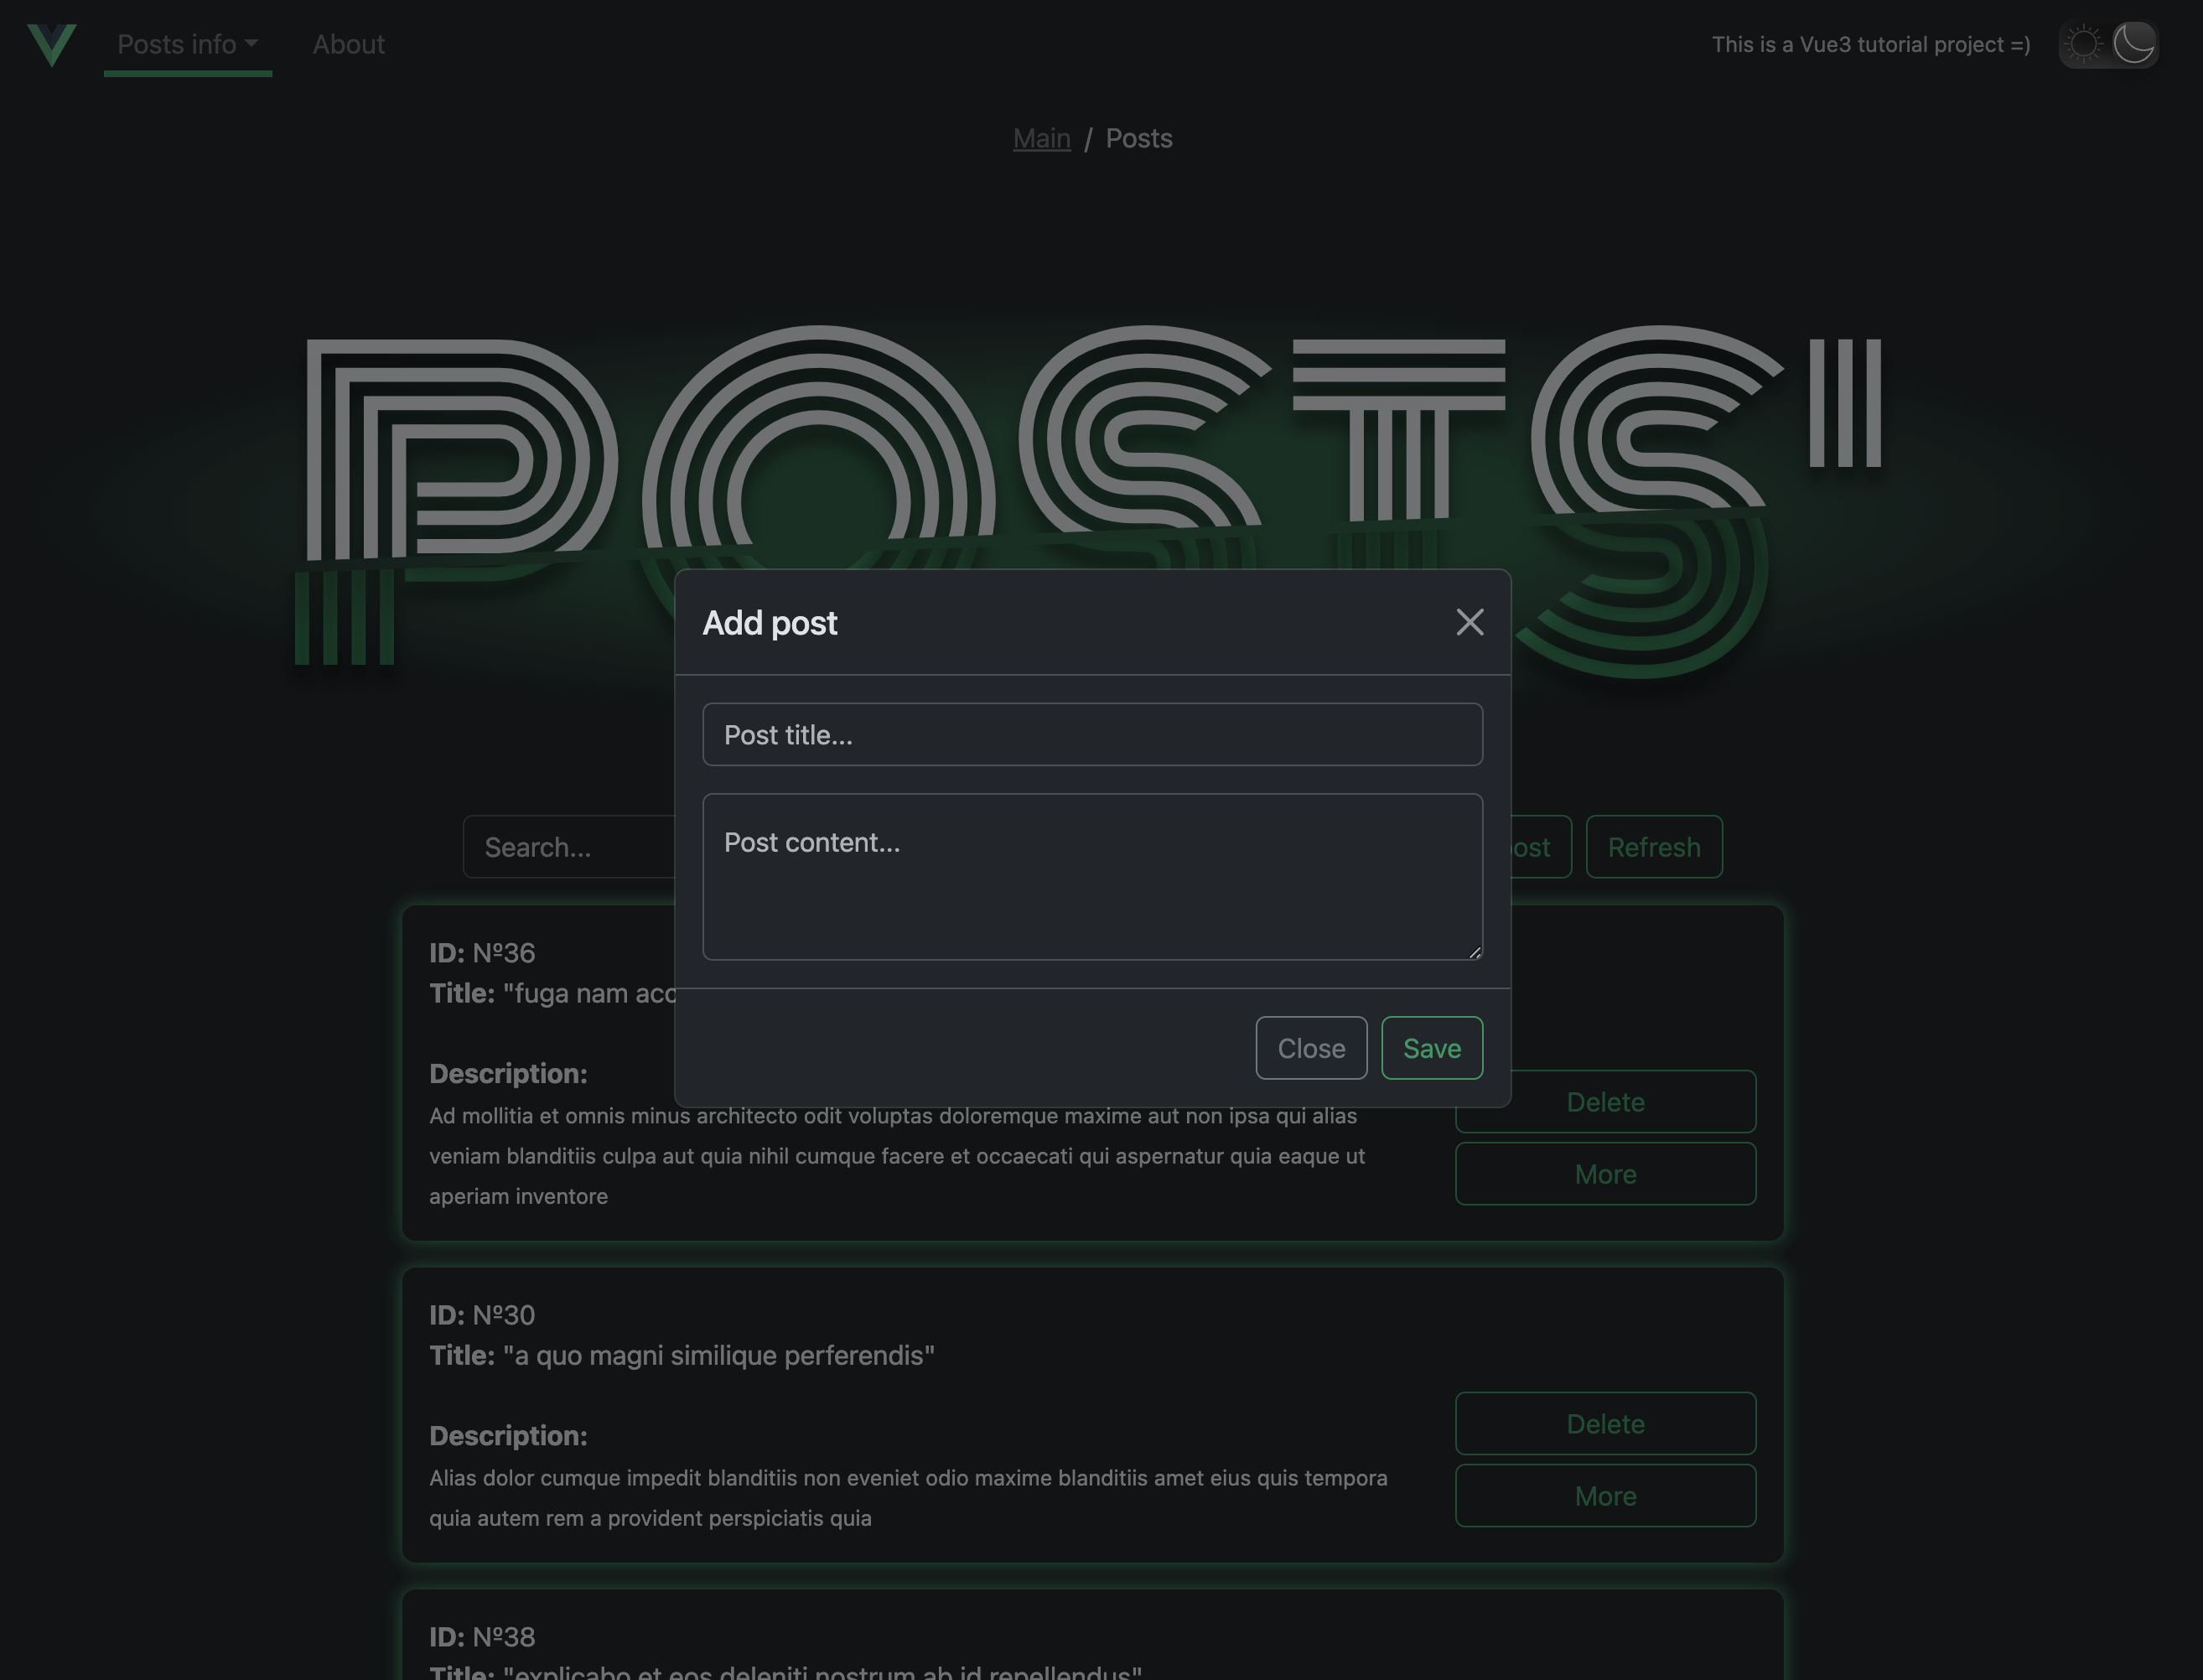 Posts info
About
This is a Vue3 tutorial project =)
Main / Posts
POSTS'
Add post
Post title...
Post content...
Close
Save
Search...
ost
Refresh
ID: Nº36
Title: "fuga nam acc
Description:
Ad mollitia et omnis minus architecto odit voluptas doloremque maxime aut non ipsa qui alias
veniam blanditiis culpa aut quia nihil cumque facere et occaecati qui aspernatur quia eaque ut
aperiam inventore
Delete
More
ID: Nº30
Title: "a quo magni similique perferendis"
Description:
Alias dolor cumque impedit blanditiis non eveniet odio maxime blanditiis amet eius quis tempora
quia autem rem a provident perspiciatis quia
Delete
More
ID: Nº38
Title: "explicabo et eos deleniti nostrum ab id repellendus"